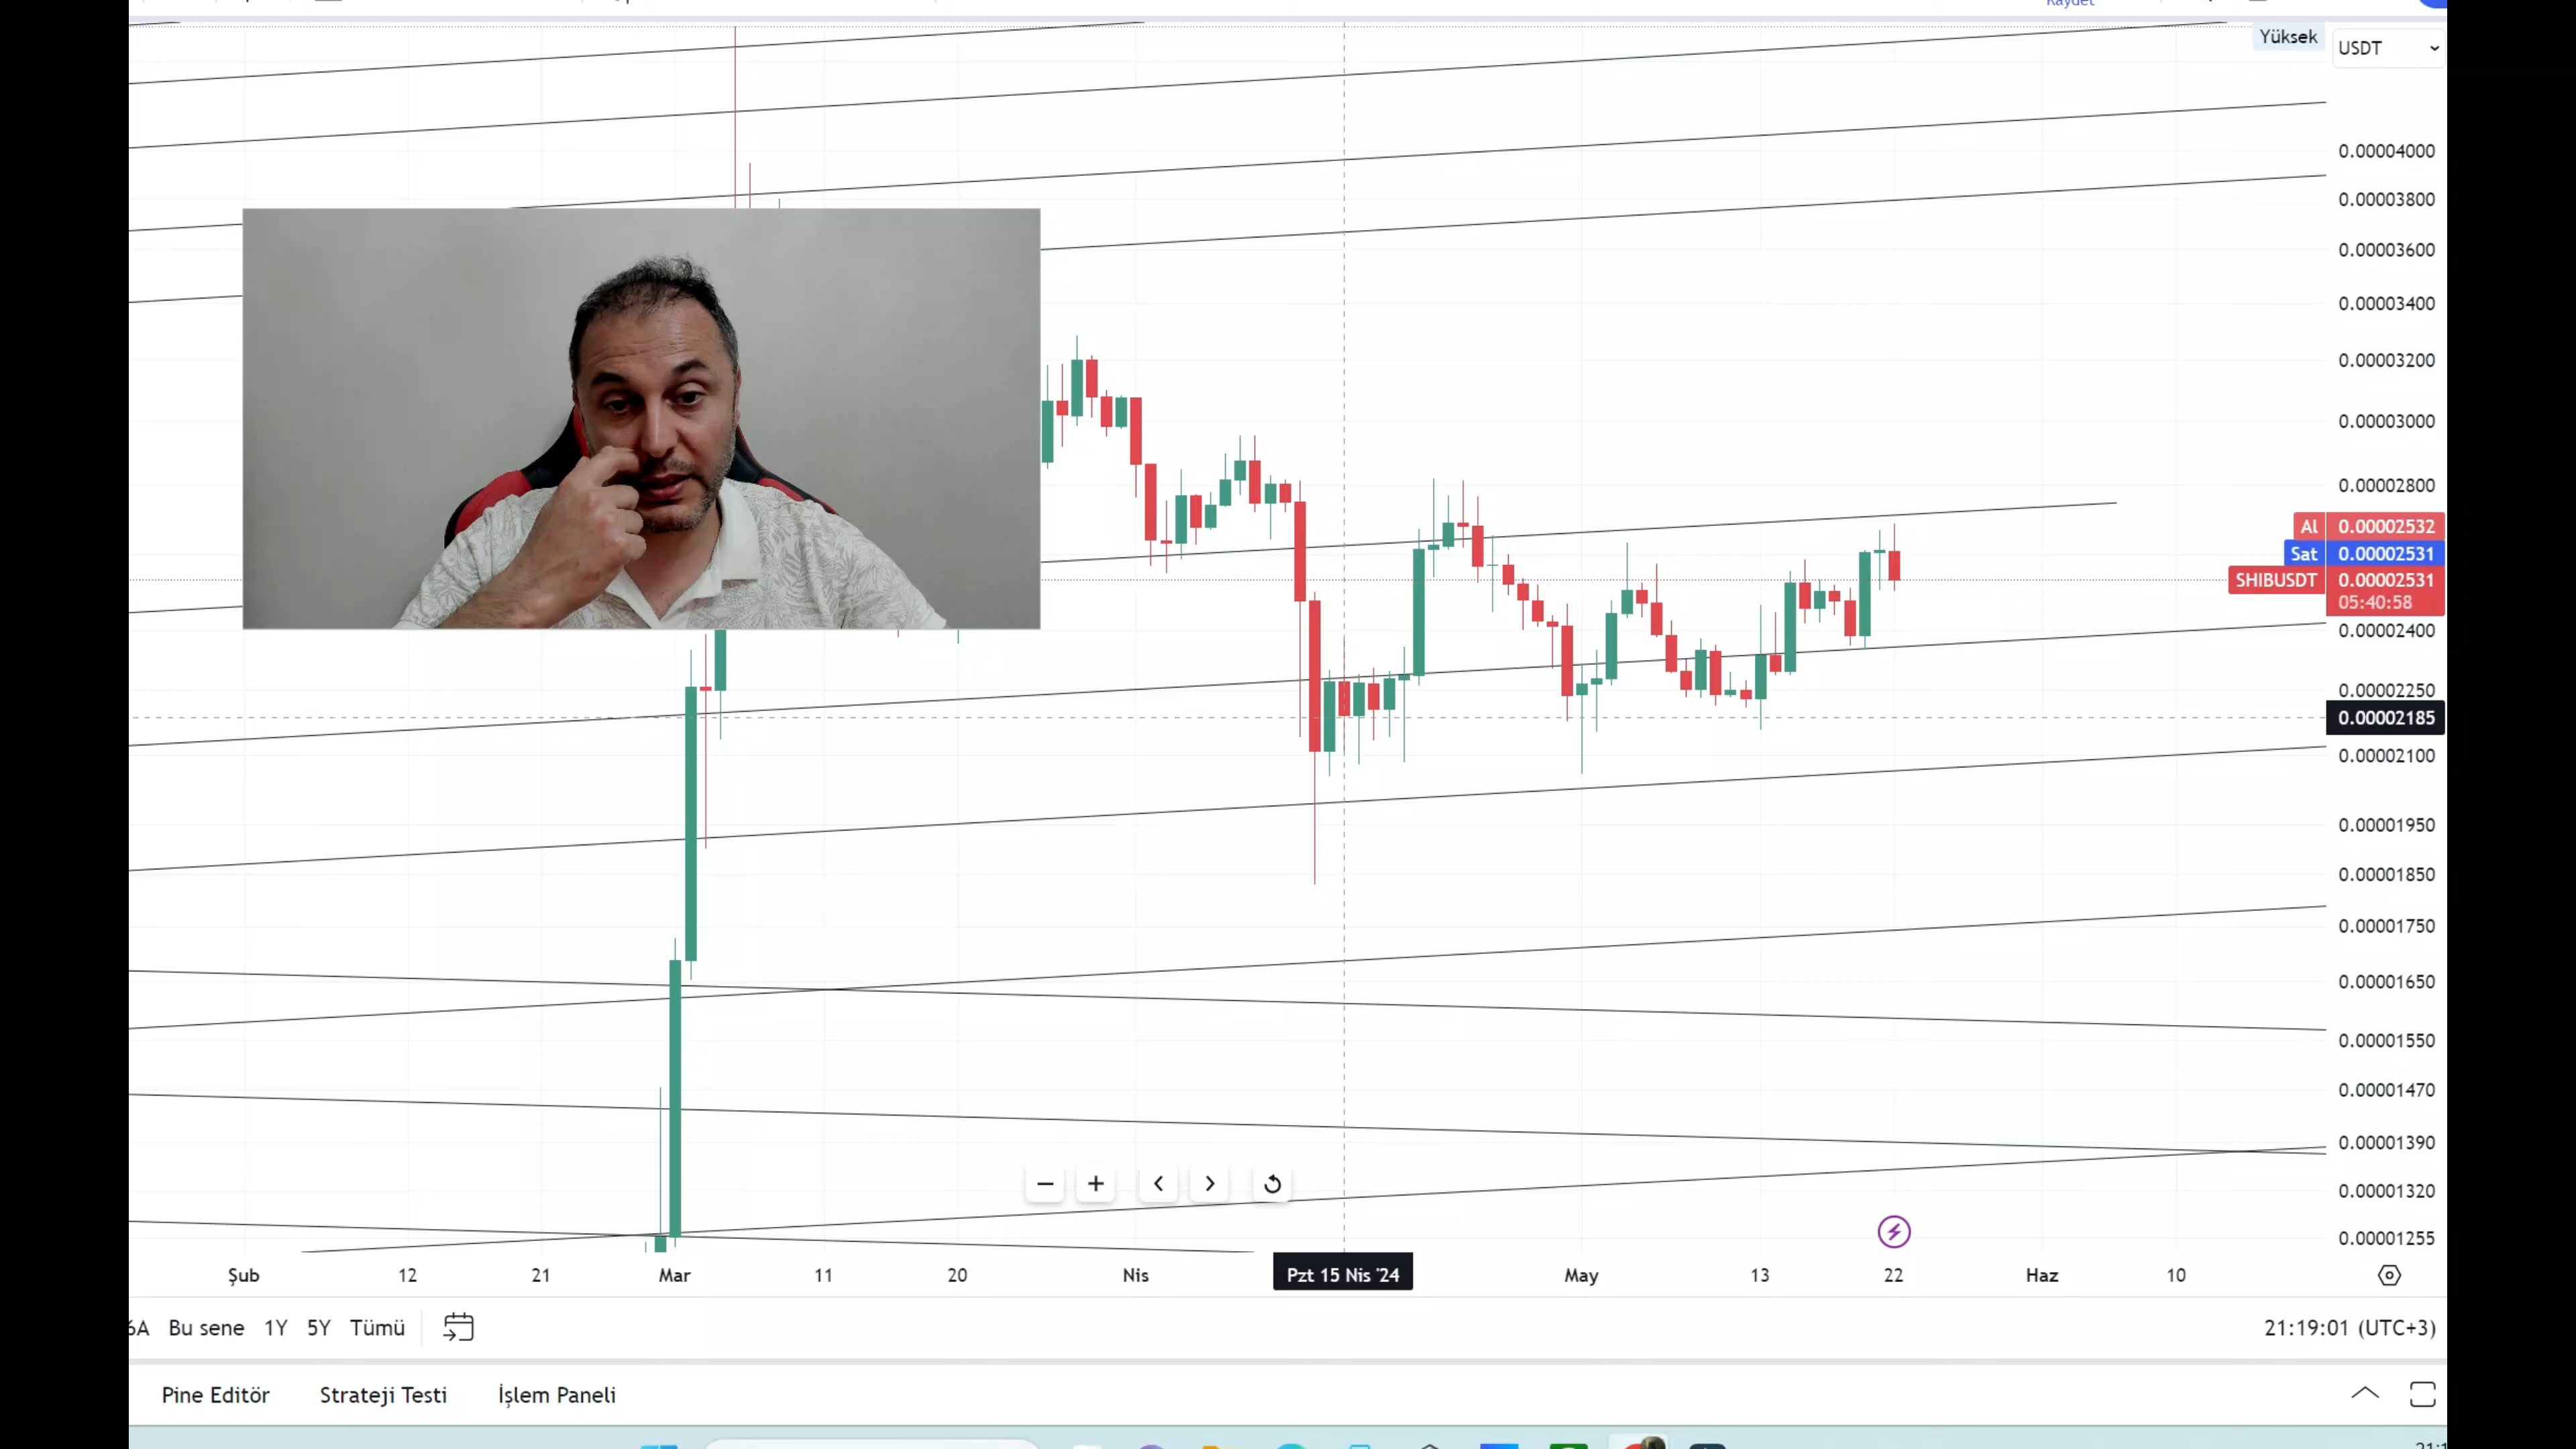 Kaydet
Yüksek
USDT
0.00004000
0.00003800
0.00003600
0.00003400
0.00003200
0.00003000
0.00002800
Al 0.00002532
Sat 0.00002531
SHIBUSDT 0.00002531
05:40:58
0.00002400
0.00002250
0.00002185
0.00002100
0.00001950
0.00001850
0.00001750
0.00001650
0.00001550
0.00001470
0.00001390
0.00001320
0.00001255
Şub 12 21 Mar 11 20 Nis Pzt 15 Nis '24 May 13 22 Haz 10
6A Bu sene 1Y 5Y Tümü
21:19:01 (UTC+3)
Pine Editör Strateji Testi İşlem Paneli